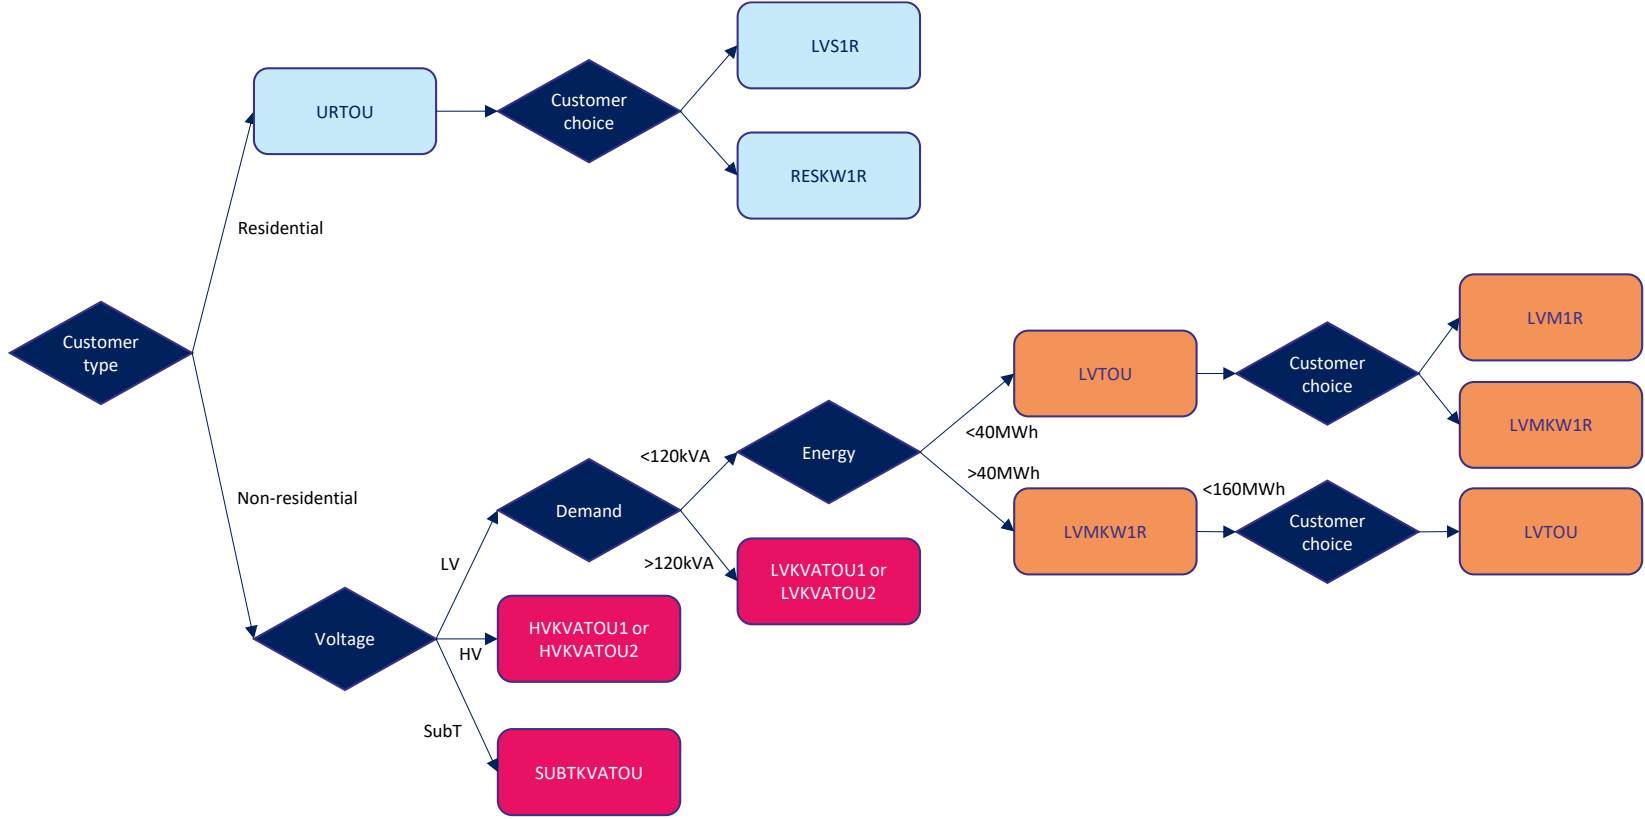 LVS1R
URTOU
Customer
choice
RESKW1R
Residential
Customer
type
LVM1R
LVTOU
Customer
choice
LVMKW1R
<40MWh
Energy
<120kVA
>40MWh
Non-residential
<160MWh
Demand
LVMKW1R
Customer
choice
LVTOU
LV
>120kVA
LVKVATOU1 or
LVKVATOU2
Voltage
HVKVATOU1 or
HVKVATOU2
HV
SubT
SUBTKVATOU